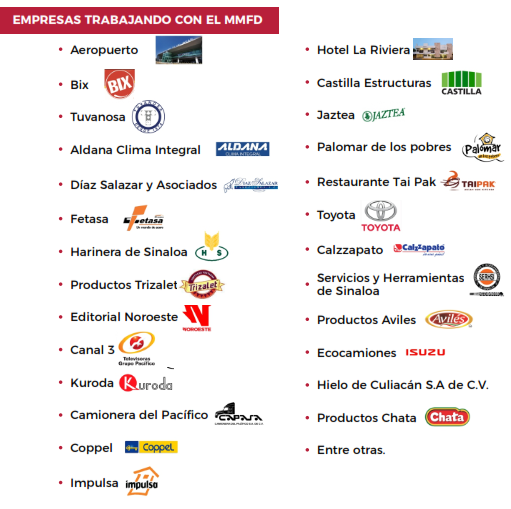 EMPRESAS TRABAJANDO CON EL MMFD
• Aeropuerto
• Bix BIX
• Tuvanosa
• Aldana Clima Integral ALDANA
CLIMA INTEGRAL
• Díaz Salazar y Asociados
• Fetasa Fetasa
• Harinera de Sinaloa H S
• Productos Trizalet Trizalet
• Editorial Noroeste NOROESTE
• Canal 3 Televisoras
Grupo Pacífico
• Kuroda Kuroda
• Camionera del Pacífico CAPASA
• Coppel Coppel
• Impulsa impulsa
• Hotel La Riviera
• Castilla Estructuras CASTILLA
• Jaztea JAZTEA
• Palomar de los pobres Palomar
• Restaurante Tai Pak TAIPAK
• Toyota TOYOTA
• Calzzapato Calzzapato
• Servicios y Herramientas
de Sinaloa SERHSI
• Productos Aviles Avilés
• Ecocamiones ISUZU
• Hielo de Culiacán S.A de C.V.
• Productos Chata Chata
• Entre otras.